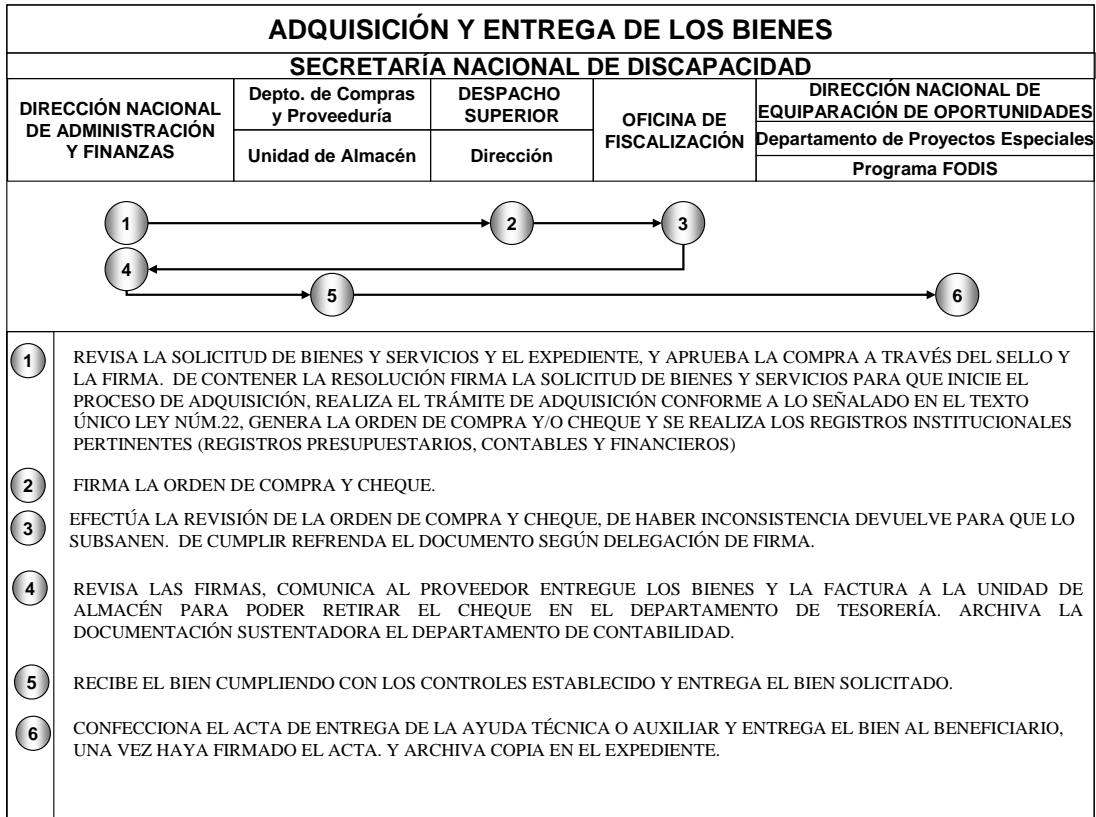 ADQUISICIÓN Y ENTREGA DE LOS BIENES
SECRETARÍA NACIONAL DE DISCAPACIDAD
DIRECCIÓN NACIONAL
DE ADMINISTRACIÓN
Y FINANZAS
Depto. de Compras
y Proveeduría
Unidad de Almacén
DESPACHO
SUPERIOR
Dirección
OFICINA DE
FISCALIZACIÓN
DIRECCIÓN NACIONAL DE
EQUIPARACIÓN DE OPORTUNIDADES
Departamento de Proyectos Especiales
Programa FODIS
1
2
3
4
5
6
1
REVISA LA SOLICITUD DE BIENES Y SERVICIOS Y EL EXPEDIENTE, Y APRUEBA LA COMPRA A TRAVÉS DEL SELLO Y
LA FIRMA. DE CONTENER LA RESOLUCIÓN FIRMA LA SOLICITUD DE BIENES Y SERVICIOS PARA QUE INICIE EL
PROCESO DE ADQUISICIÓN, REALIZA EL TRÁMITE DE ADQUISICIÓN CONFORME A LO SEÑALADO EN EL TEXTO
ÚNICO LEY NÚM.22, GENERA LA ORDEN DE COMPRA Y/O CHEQUE Y SE REALIZA LOS REGISTROS INSTITUCIONALES
PERTINENTES (REGISTROS PRESUPUESTARIOS, CONTABLES Y FINANCIEROS)
2
FIRMA LA ORDEN DE COMPRA Y CHEQUE.
3
EFECTÚA LA REVISIÓN DE LA ORDEN DE COMPRA Y CHEQUE, DE HABER INCONSISTENCIA DEVUELVE PARA QUE LO
SUBSANEN. DE CUMPLIR REFRENDA EL DOCUMENTO SEGÚN DELEGACIÓN DE FIRMA.
4
REVISA LAS FIRMAS, COMUNICA AL PROVEEDOR ENTREGUE LOS BIENES Y LA FACTURA A LA UNIDAD DE
ALMACÉN PARA PODER RETIRAR EL CHEQUE EN EL DEPARTAMENTO DE TESORERÍA. ARCHIVA LA
DOCUMENTACIÓN SUSTENTADORA EL DEPARTAMENTO DE CONTABILIDAD.
5
RECIBE EL BIEN CUMPLIENDO CON LOS CONTROLES ESTABLECIDO Y ENTREGA EL BIEN SOLICITADO.
6
CONFECCIONA EL ACTA DE ENTREGA DE LA AYUDA TÉCNICA O AUXILIAR Y ENTREGA EL BIEN AL BENEFICIARIO,
UNA VEZ HAYA FIRMADO EL ACTA. Y ARCHIVA COPIA EN EL EXPEDIENTE.